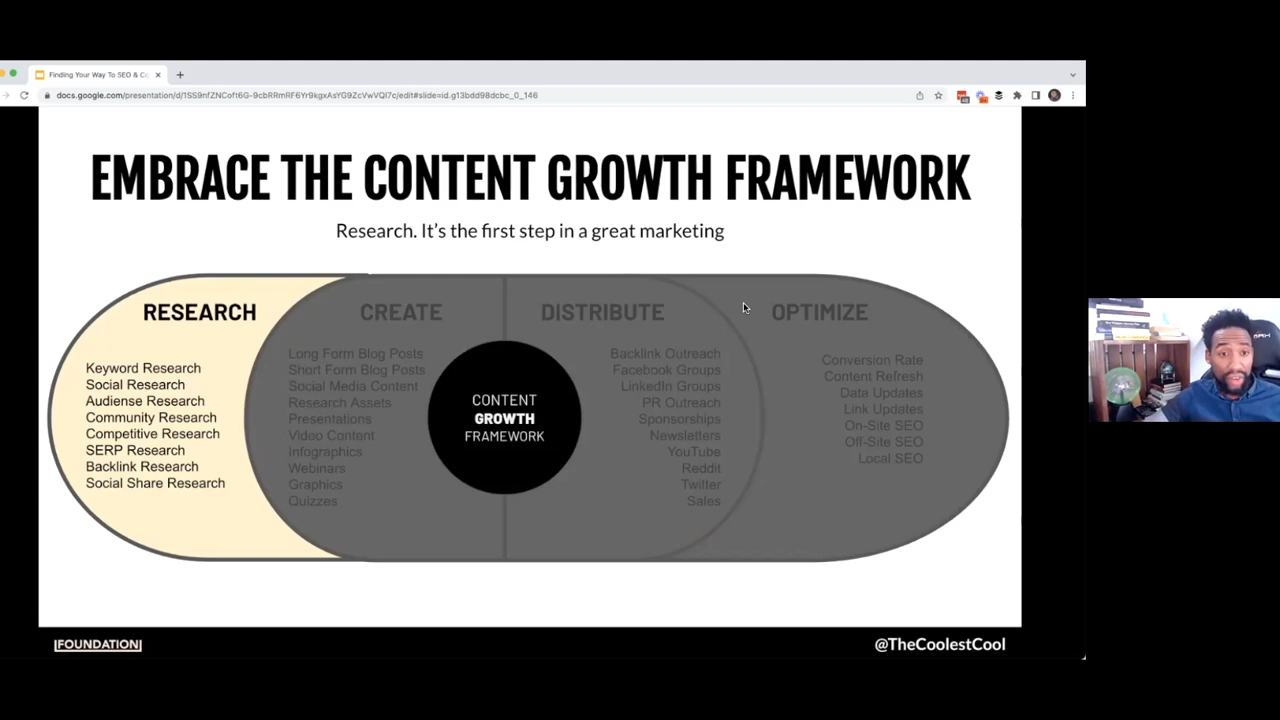 Finding Your Way To SEO & Co
docs.google.com/presentation/d/1SS9nfZNCoft6G-9cbRRmRF6Yr9kgxAsYG9ZcVwVQI7c/edit#slide=id.g13bdd98dcbc_0_146
EMBRACE THE CONTENT GROWTH FRAMEWORK
Research. It's the first step in a great marketing
RESEARCH
Keyword Research
Social Research
Audiense Research
Community Research
Competitive Research
SERP Research
Backlink Research
Social Share Research
CREATE
Long Form Blog Posts
Short Form Blog Posts
Social Media Content
Research Assets
Presentations
Video Content
Infographics
Webinars
Graphics
Quizzes
CONTENT
GROWTH
FRAMEWORK
DISTRIBUTE
Backlink Outreach
Facebook Groups
LinkedIn Groups
PR Outreach
Sponsorships
Newsletters
YouTube
Reddit
Twitter
Sales
OPTIMIZE
Conversion Rate
Content Refresh
Data Updates
Link Updates
On-Site SEO
Off-Site SEO
Local SEO
|FOUNDATION|
@TheCoolestCool